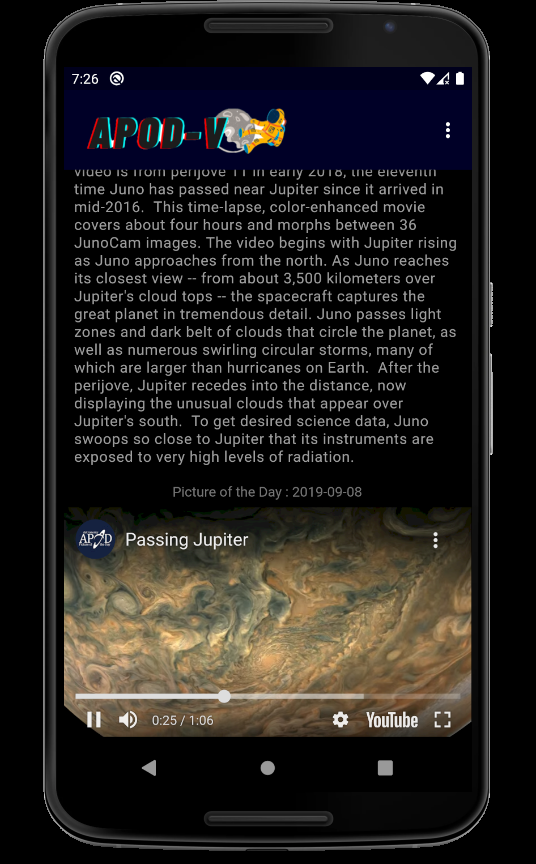 7:26
APOD-V
video is from perijove 11 in early 2018, the eleventh
time Juno has passed near Jupiter since it arrived in
mid-2016.  This time-lapse, color-enhanced movie
covers about four hours and morphs between 36
JunoCam images. The video begins with Jupiter rising
as Juno approaches from the north. As Juno reaches
its closest view -- from about 3,500 kilometers over
Jupiter's cloud tops -- the spacecraft captures the
great planet in tremendous detail. Juno passes light
zones and dark belt of clouds that circle the planet, as
well as numerous swirling circular storms, many of
which are larger than hurricanes on Earth.  After the
perijove, Jupiter recedes into the distance, now
displaying the unusual clouds that appear over
Jupiter's south.  To get desired science data, Juno
swoops so close to Jupiter that its instruments are
exposed to very high levels of radiation.
Picture of the Day : 2019-09-08
APOD
Passing Jupiter
0:25 / 1:06
YouTube